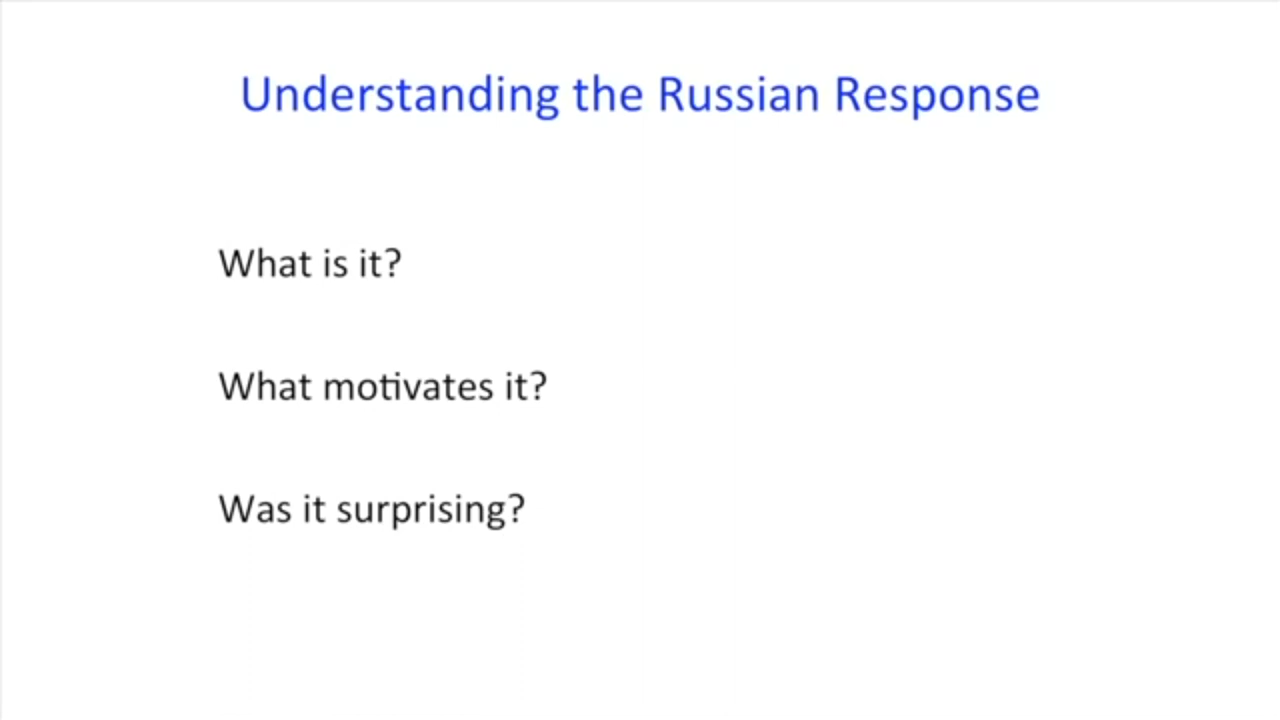 Understanding the Russian Response
What is it?
What motivates it?
Was it surprising?